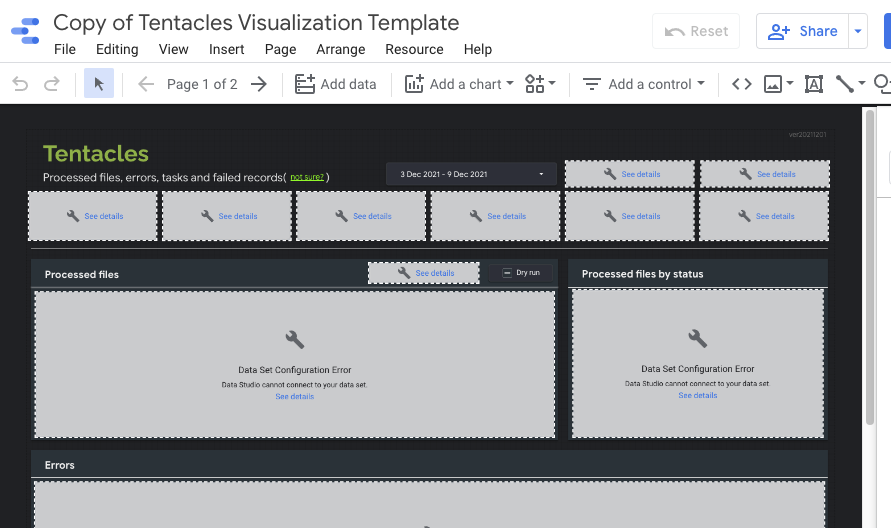 Copy of Tentacles Visualization Template
Reset
Share
File Editing View Insert Page Arrange Resource Help
Page 1 of 2
Add data
Add a chart
Add a control
ver20211201
Tentacles
Processed files, errors, tasks and failed records( not sure? )
3 Dec 2021 - 9 Dec 2021
See details
See details
See details
See details
See details
See details
See details
See details
Processed files
See details
Dry run
Processed files by status
Data Set Configuration Error
Data Studio cannot connect to your data set.
See details
Data Set Configuration Error
Data Studio cannot connect to your data set.
See details
Errors